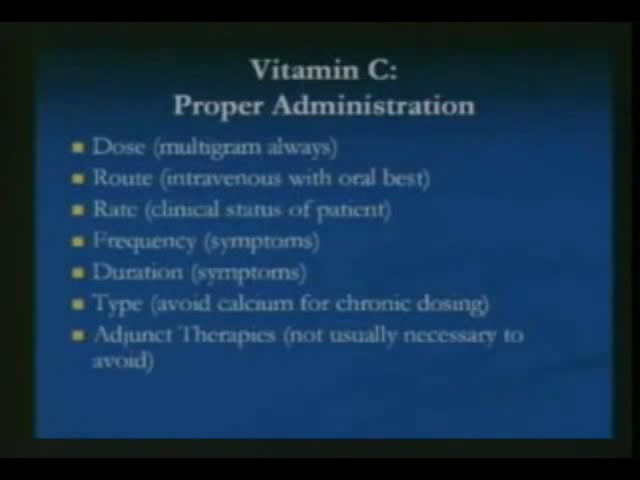 Vitamin C:
Proper Administration
Dose (multigram always)
Route (intravenous with oral best)
Rate (clinical status of patient)
Frequency (symptoms)
Duration (symptoms)
Type (avoid calcium for chronic dosing)
Adjunct Therapies (not usually necessary to
avoid)